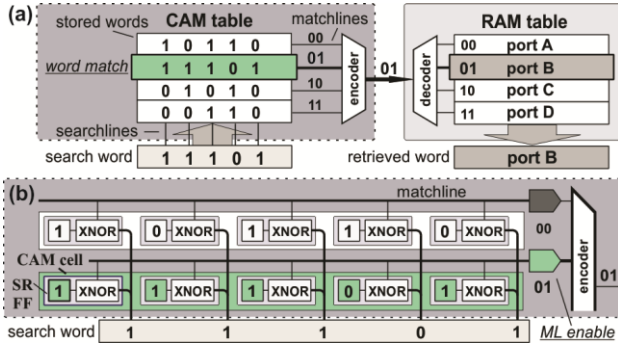 (a) CAM table RAM table
stored words matchlines
1 0 1 1 0 00 00 port A
word match 1 1 1 0 1 01 encoder 01 decoder 01 port B
0 1 0 1 0 10 10 port C
0 0 1 1 0 11 11 port D
searchlines
search word 1 1 1 0 1 retrieved word port B
(b) matchline
1 XNOR 0 XNOR 1 XNOR 1 XNOR 0 XNOR 00 encoder
CAM cell
SR 1 XNOR 1 XNOR 1 XNOR 0 XNOR 1 XNOR 01 01
FF
search word 1 1 1 0 1 ML enable